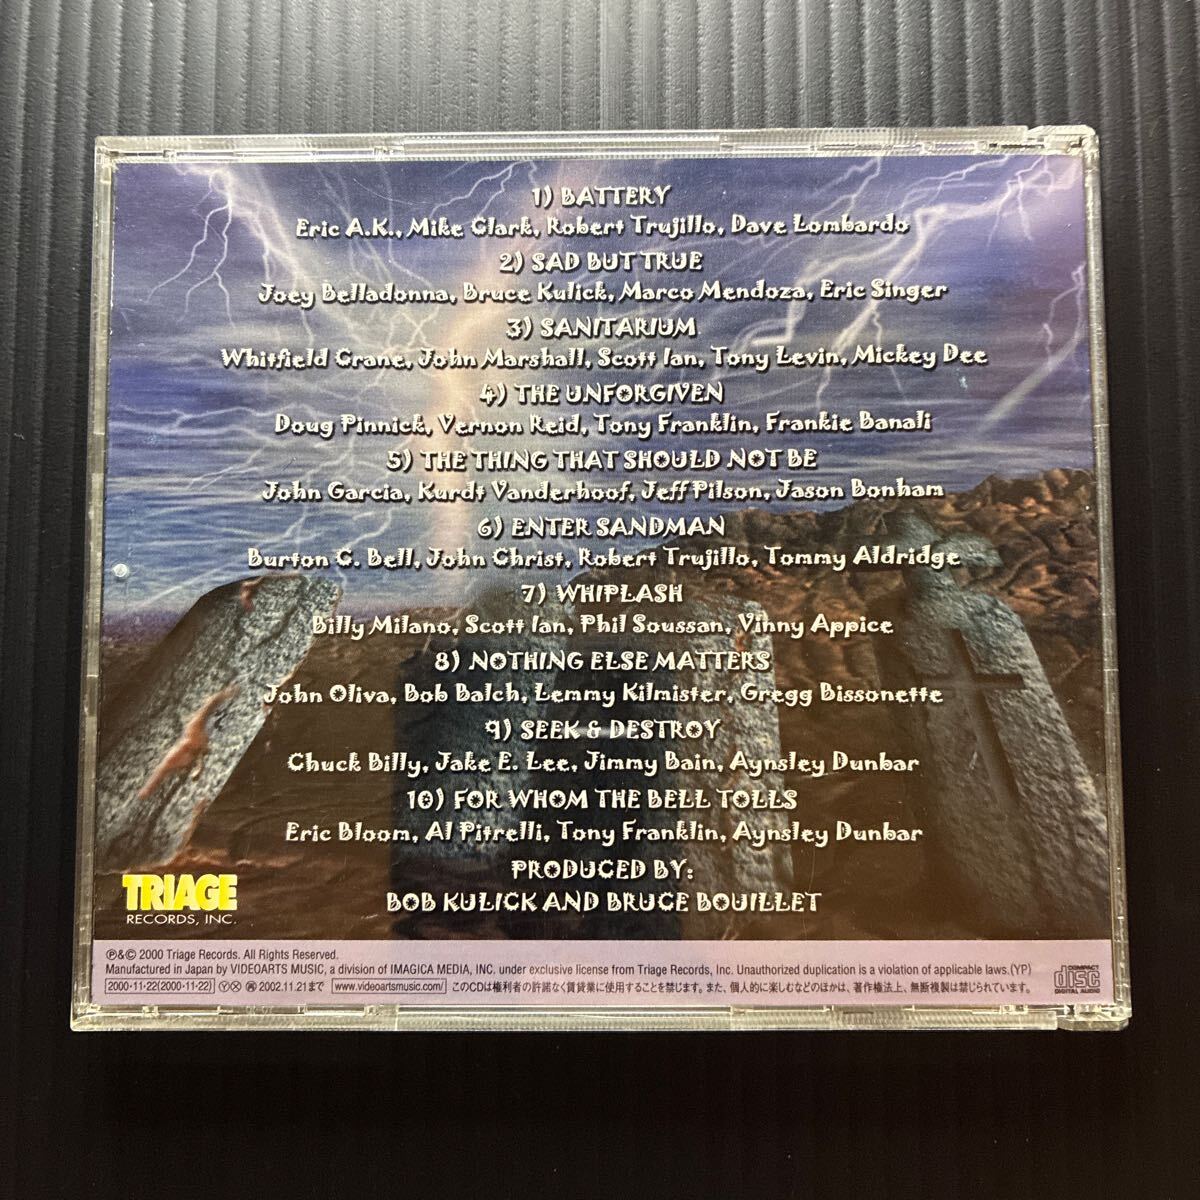 1) BATTERY
Eric A.K., Mike Clark, Robert Trujillo, Dave Lombardo
2) SAD BUT TRUE
Joey Belladonna, Bruce Kulick, Marco Mendoza, Eric Singer
3) SANITARIUM
Whitfield Crane, John Marshall, Scott Ian, Tony Levin, Mickey Dee
4) THE UNFORGIVEN
Doug Pinnick, Vernon Reid, Tony Franklin, Frankie Banali
5) THE THING THAT SHOULD NOT BE
John Garcia, Kurdt Vanderhoof, Jeff Pilson, Jason Bonham
6) ENTER SANDMAN
Burton C. Bell, John Christ, Robert Trujillo, Tommy Aldridge
7) WHIPLASH
Billy Milano, Scott Ian, Phil Soussan, Vinny Appice
8) NOTHING ELSE MATTERS
John Oliva, Bob Balch, Lemmy Kilmister, Gregg Bissonette
9) SEEK & DESTROY
Chuck Billy, Jake E. Lee, Jimmy Bain, Aynsley Dunbar
10) FOR WHOM THE BELL TOLLS
Eric Bloom, Al Pitrelli, Tony Franklin, Aynsley Dunbar
PRODUCED BY:
BOB KULICK AND BRUCE BOUILLET
TRIAGE
RECORDS, INC.
℗&© 2000 Triage Records. All Rights Reserved.
Manufactured in Japan by VIDEOARTS MUSIC, a division of IMAGICA MEDIA, INC. under exclusive license from Triage Records, Inc. Unauthorized duplication is a violation of applicable laws.(YP)
2000-11-22(2000-11-22) Ⓨ Ⓧ 2002.11.21まで www.videoartsmusic.com/ このCDは権利者の許諾なく賃貸業に使用することを禁じます。また、個人的に楽しむなどのほかは、著作権法上、無断複製は禁じられています。
COMPACT
disc
DIGITAL AUDIO